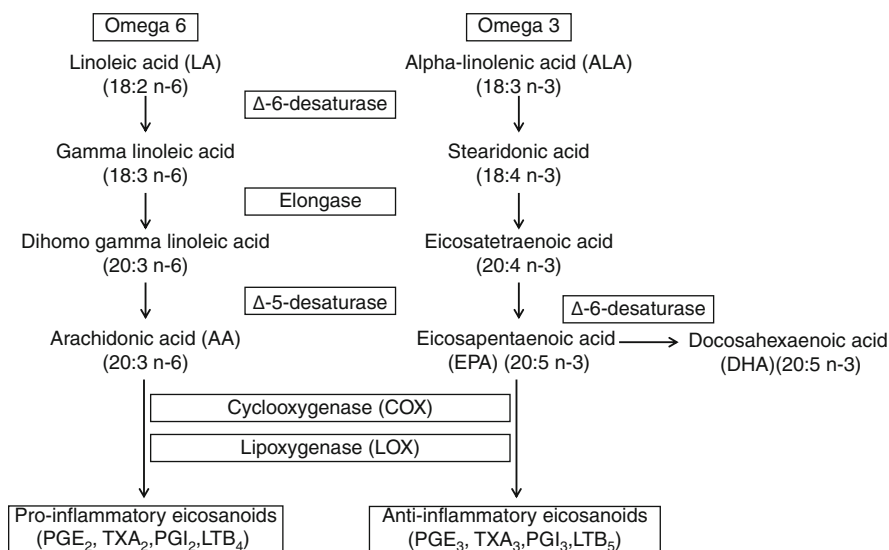 Omega 6
Omega 3
Linoleic acid (LA)
(18:2 n-6)
Alpha-linolenic acid (ALA)
(18:3 n-3)
Δ-6-desaturase
Gamma linoleic acid
(18:3 n-6)
Stearidonic acid
(18:4 n-3)
Elongase
Dihomo gamma linoleic acid
(20:3 n-6)
Eicosatetraenoic acid
(20:4 n-3)
Δ-5-desaturase
Δ-6-desaturase
Arachidonic acid (AA)
(20:3 n-6)
Eicosapentaenoic acid
(EPA) (20:5 n-3)
Docosahexaenoic acid
(DHA)(20:5 n-3)
Cyclooxygenase (COX)
Lipoxygenase (LOX)
Pro-inflammatory eicosanoids
(PGE₂, TXA₂,PGI₂,LTB₄)
Anti-inflammatory eicosanoids
(PGE₃, TXA₃,PGI₃,LTB₅)